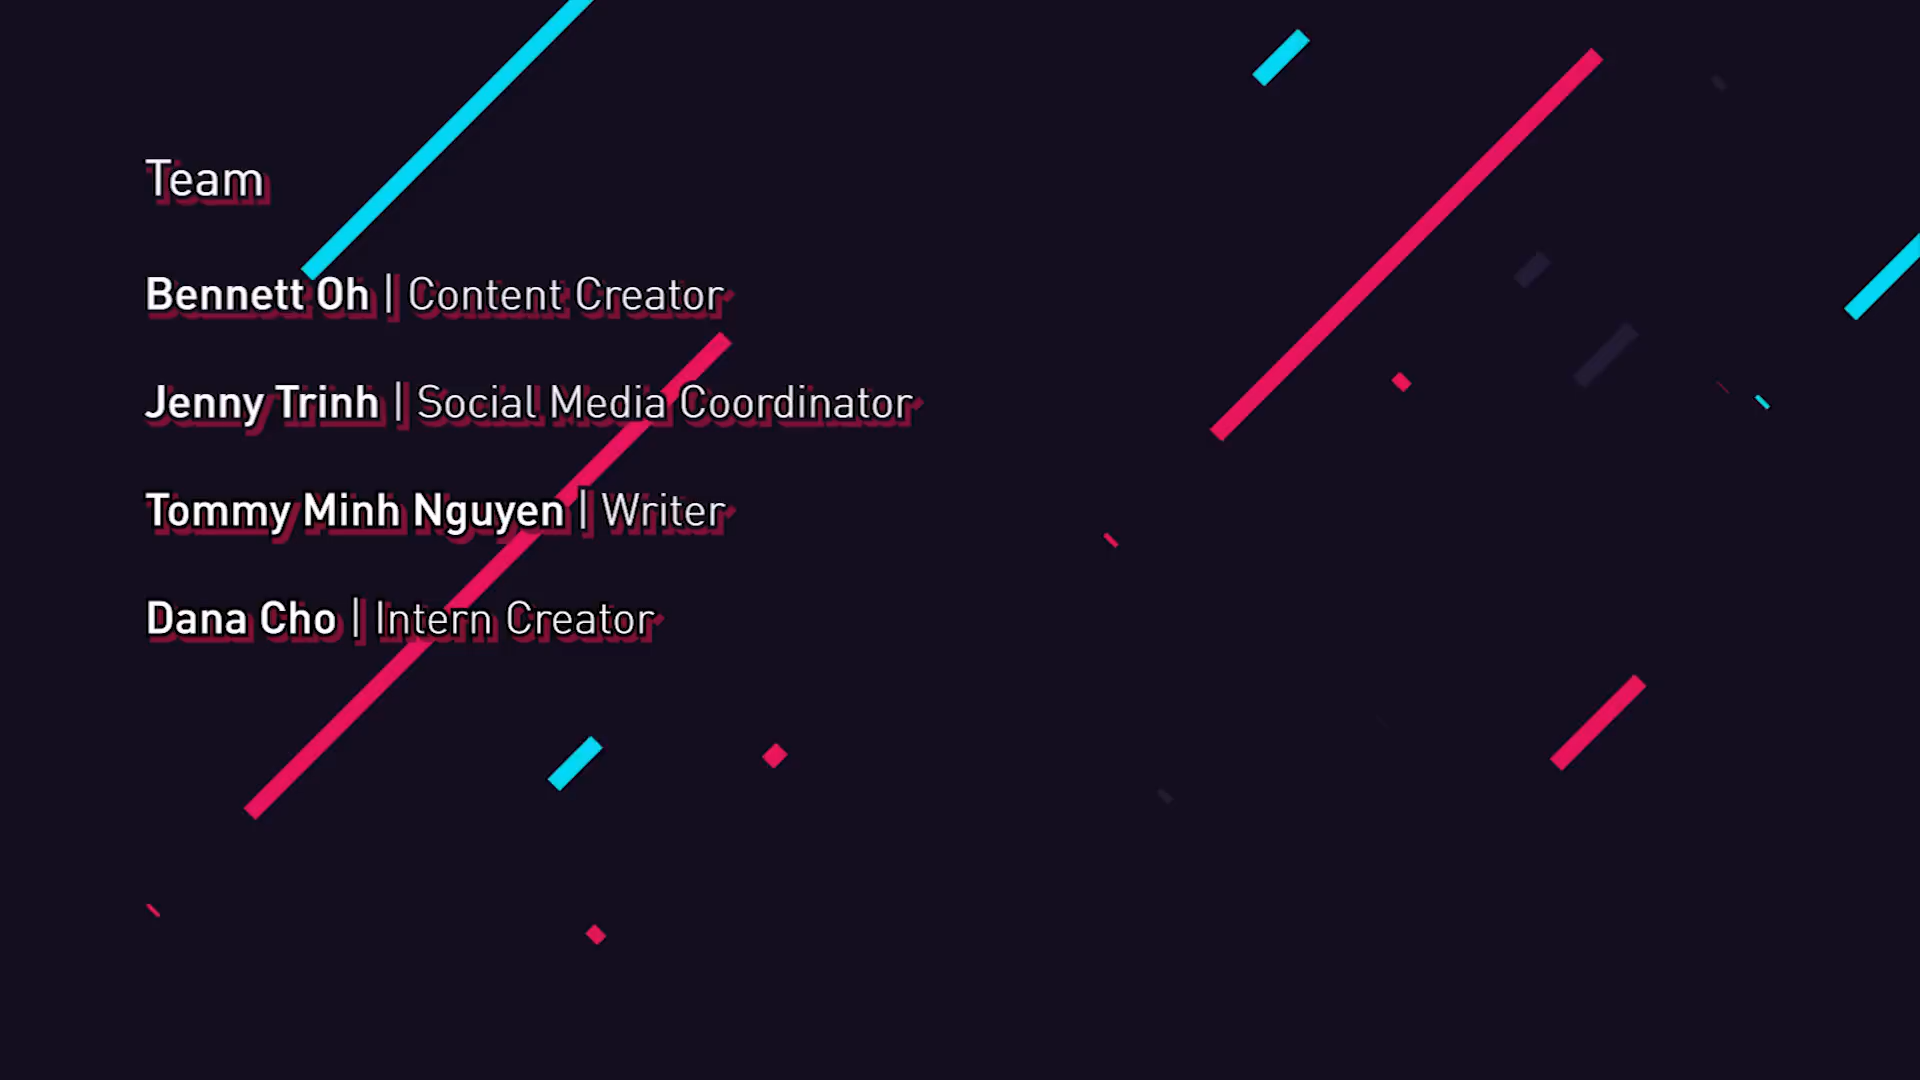 Team
Bennett Oh | Content Creator
Jenny Trinh | Social Media Coordinator
Tommy Minh Nguyen | Writer
Dana Cho | Intern Creator